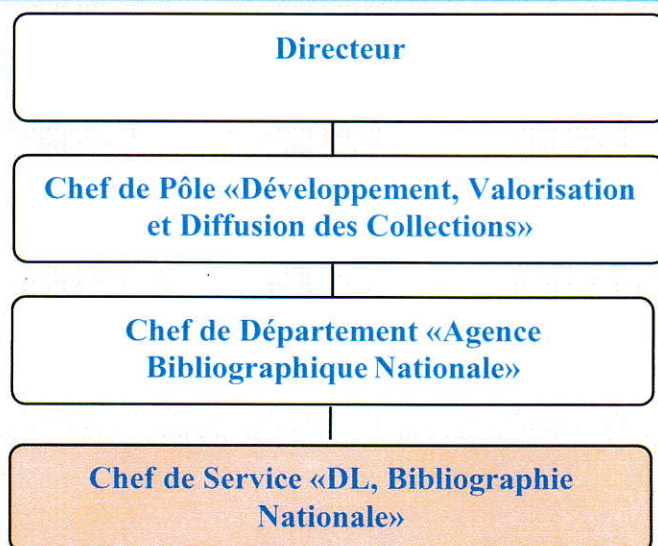 Directeur
Chef de Pôle «Développement, Valorisation
et Diffusion des Collections»
Chef de Département «Agence
Bibliographique Nationale»
Chef de Service «DL, Bibliographie
Nationale»